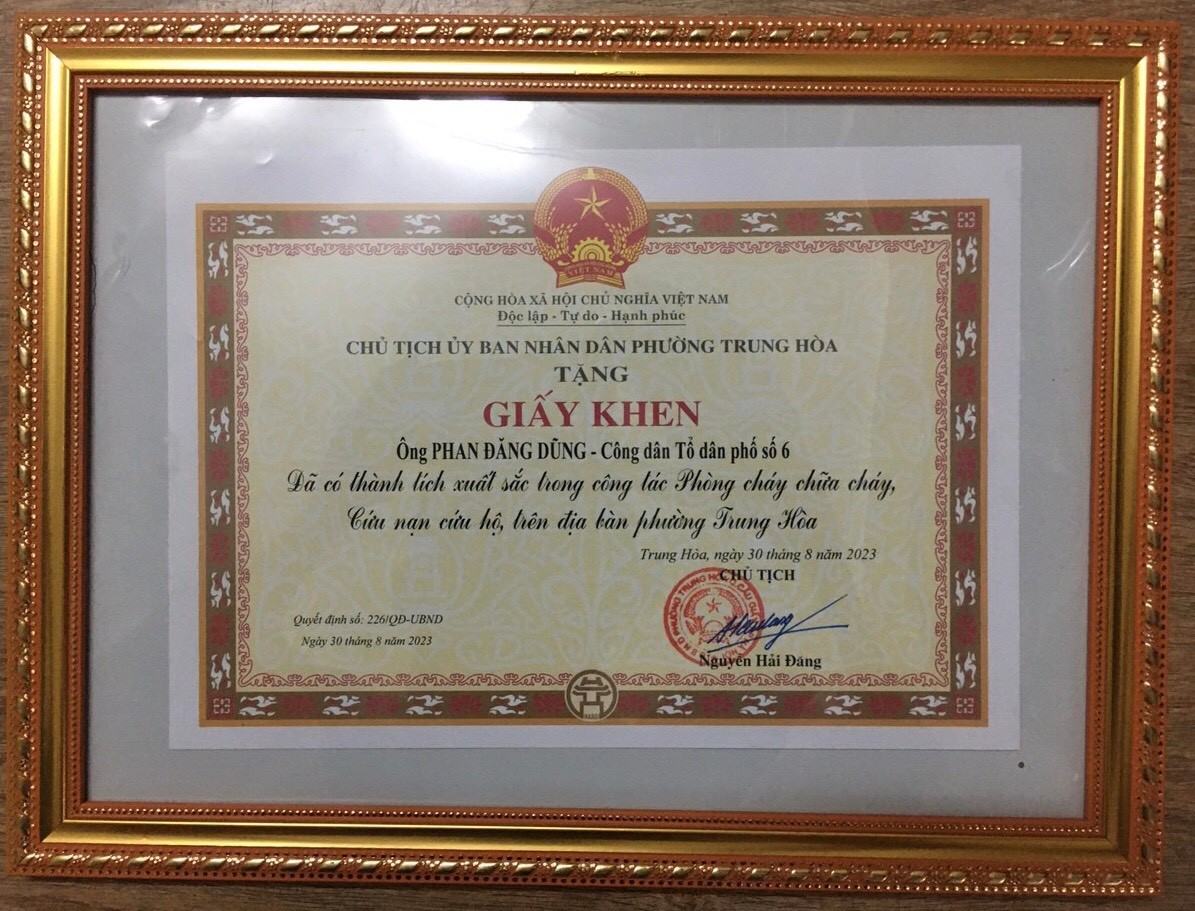 VIỆT NAM
CỘNG HÒA XÃ HỘI CHỦ NGHĨA VIỆT NAM
Độc lập - Tự do - Hạnh phúc
CHỦ TỊCH ỦY BAN NHÂN DÂN PHƯỜNG TRUNG HÒA
TẶNG
GIẤY KHEN
Ông PHAN ĐĂNG DŨNG - Công dân Tổ dân phố số 6
Đã có thành tích xuất sắc trong công tác Phòng cháy chữa cháy,
Cứu nạn cứu hộ, trên địa bàn phường Trung Hòa
Trung Hòa, ngày 30 tháng 8 năm 2023
CHỦ TỊCH
Quyết định số: 226/QĐ-UBND
Ngày 30 tháng 8 năm 2023
Nguyễn Hải Đăng